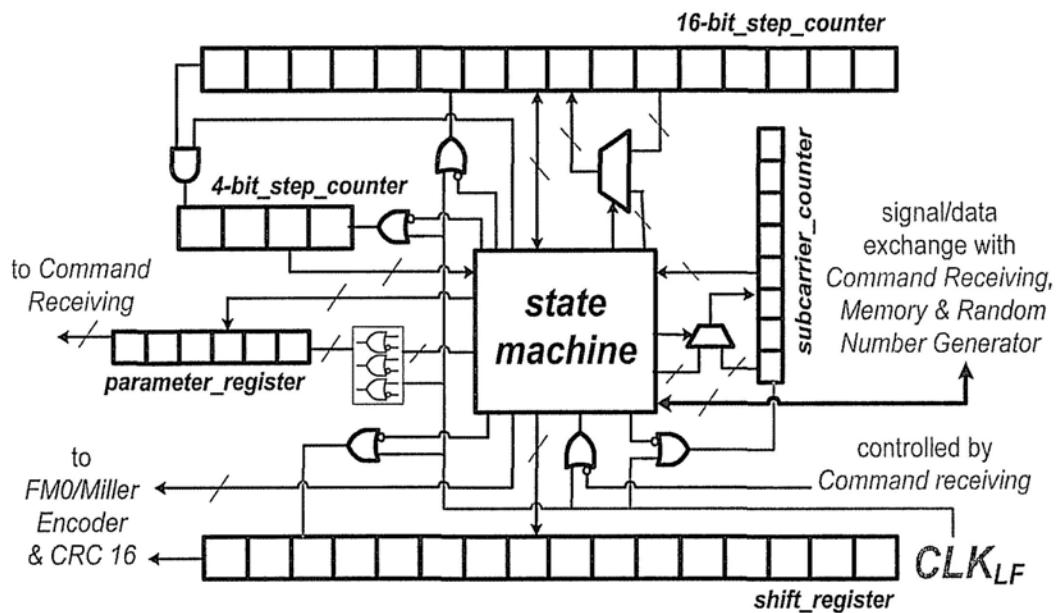 16-bit_step_counter
4-bit_step_counter
subcarrier_counter
signal/data
exchange with
Command Receiving,
Memory & Random
Number Generator
to Command
Receiving
state
machine
parameter_register
to
FM0/Miller
Encoder
& CRC 16
controlled by
Command receiving
CLKLF
shift_register